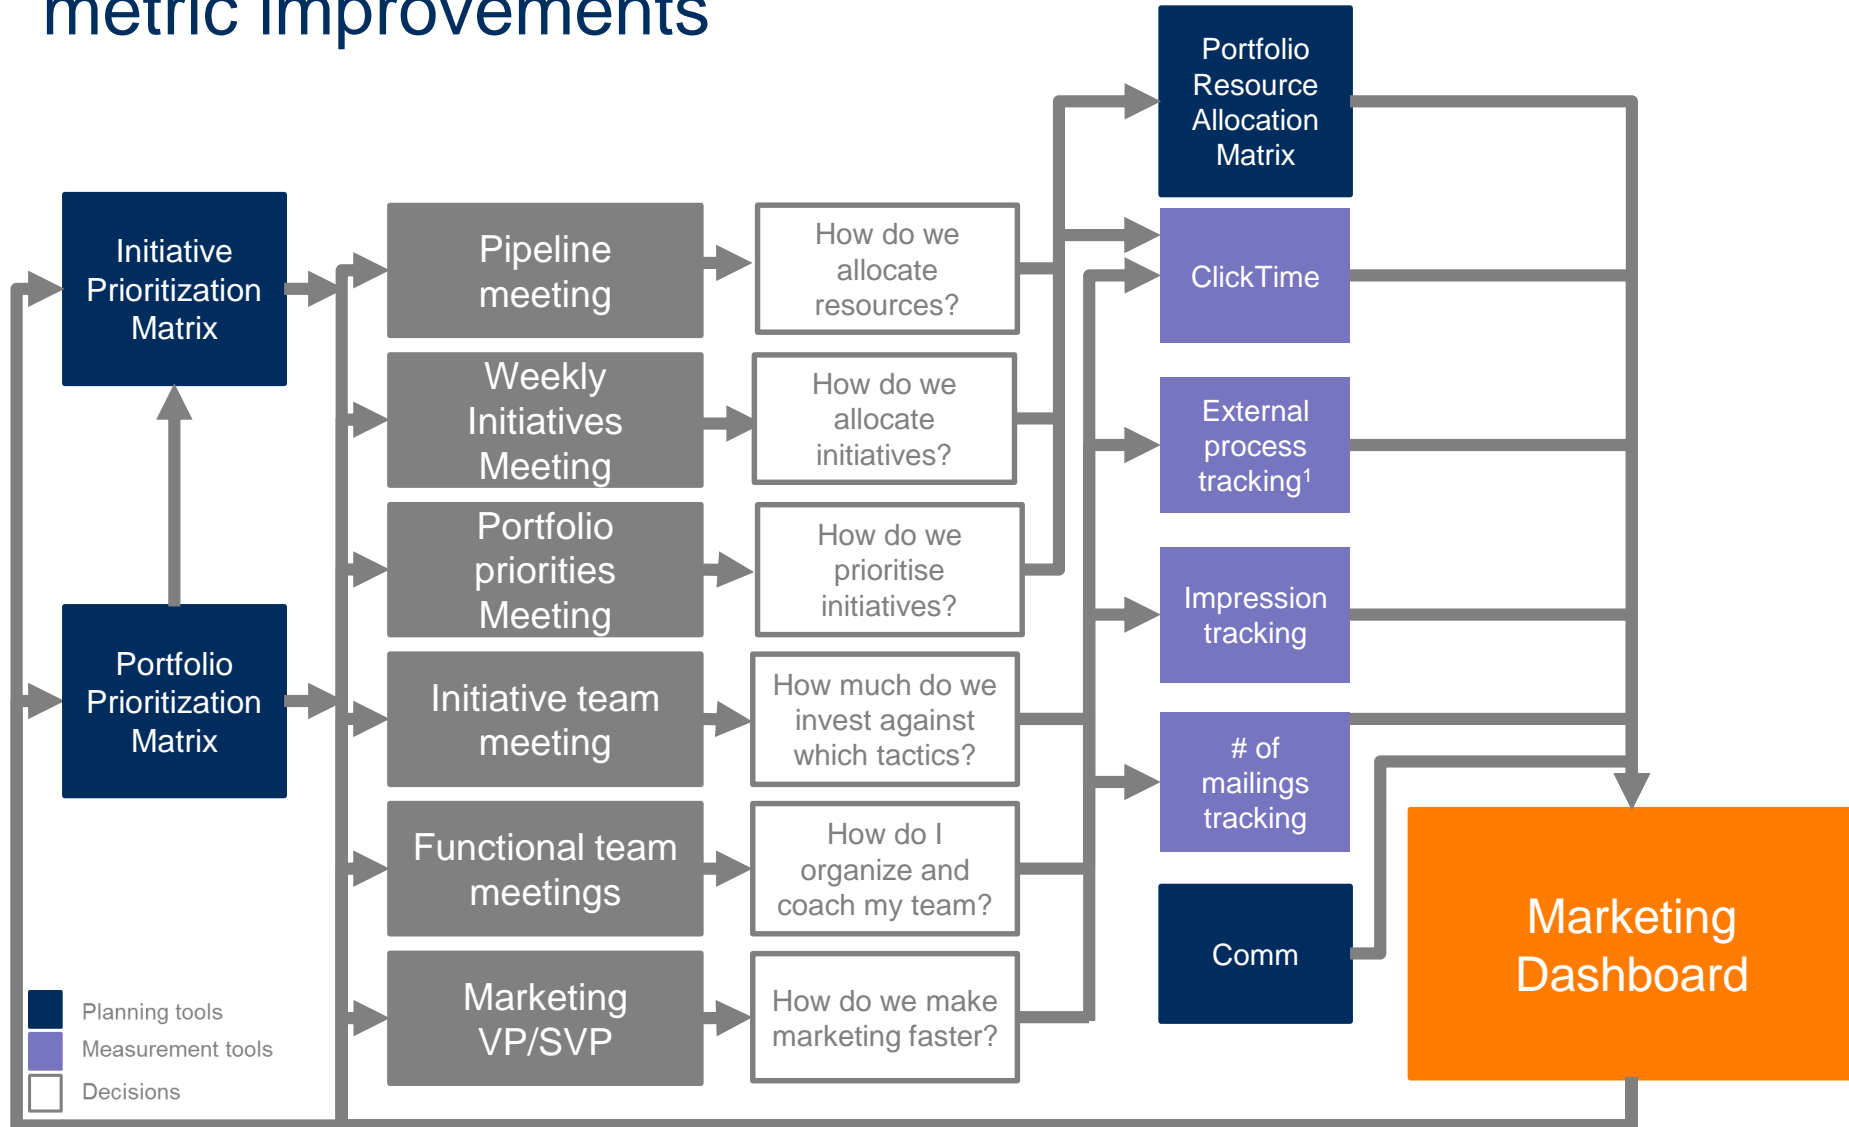 metric improvements
Portfolio
Resource
Allocation
Matrix
Initiative
Prioritization
Matrix
Pipeline
meeting
How do we
allocate
resources?
ClickTime
Weekly
Initiatives
Meeting
How do we
allocate
initiatives?
External
process
tracking¹
Portfolio
priorities
Meeting
How do we
prioritise
initiatives?
Impression
tracking
Portfolio
Prioritization
Matrix
Initiative team
meeting
How much do we
invest against
which tactics?
# of
mailings
tracking
Functional team
meetings
How do I
organize and
coach my team?
Comm
Marketing
Dashboard
Marketing
VP/SVP
How do we make
marketing faster?
Planning tools
Measurement tools
Decisions